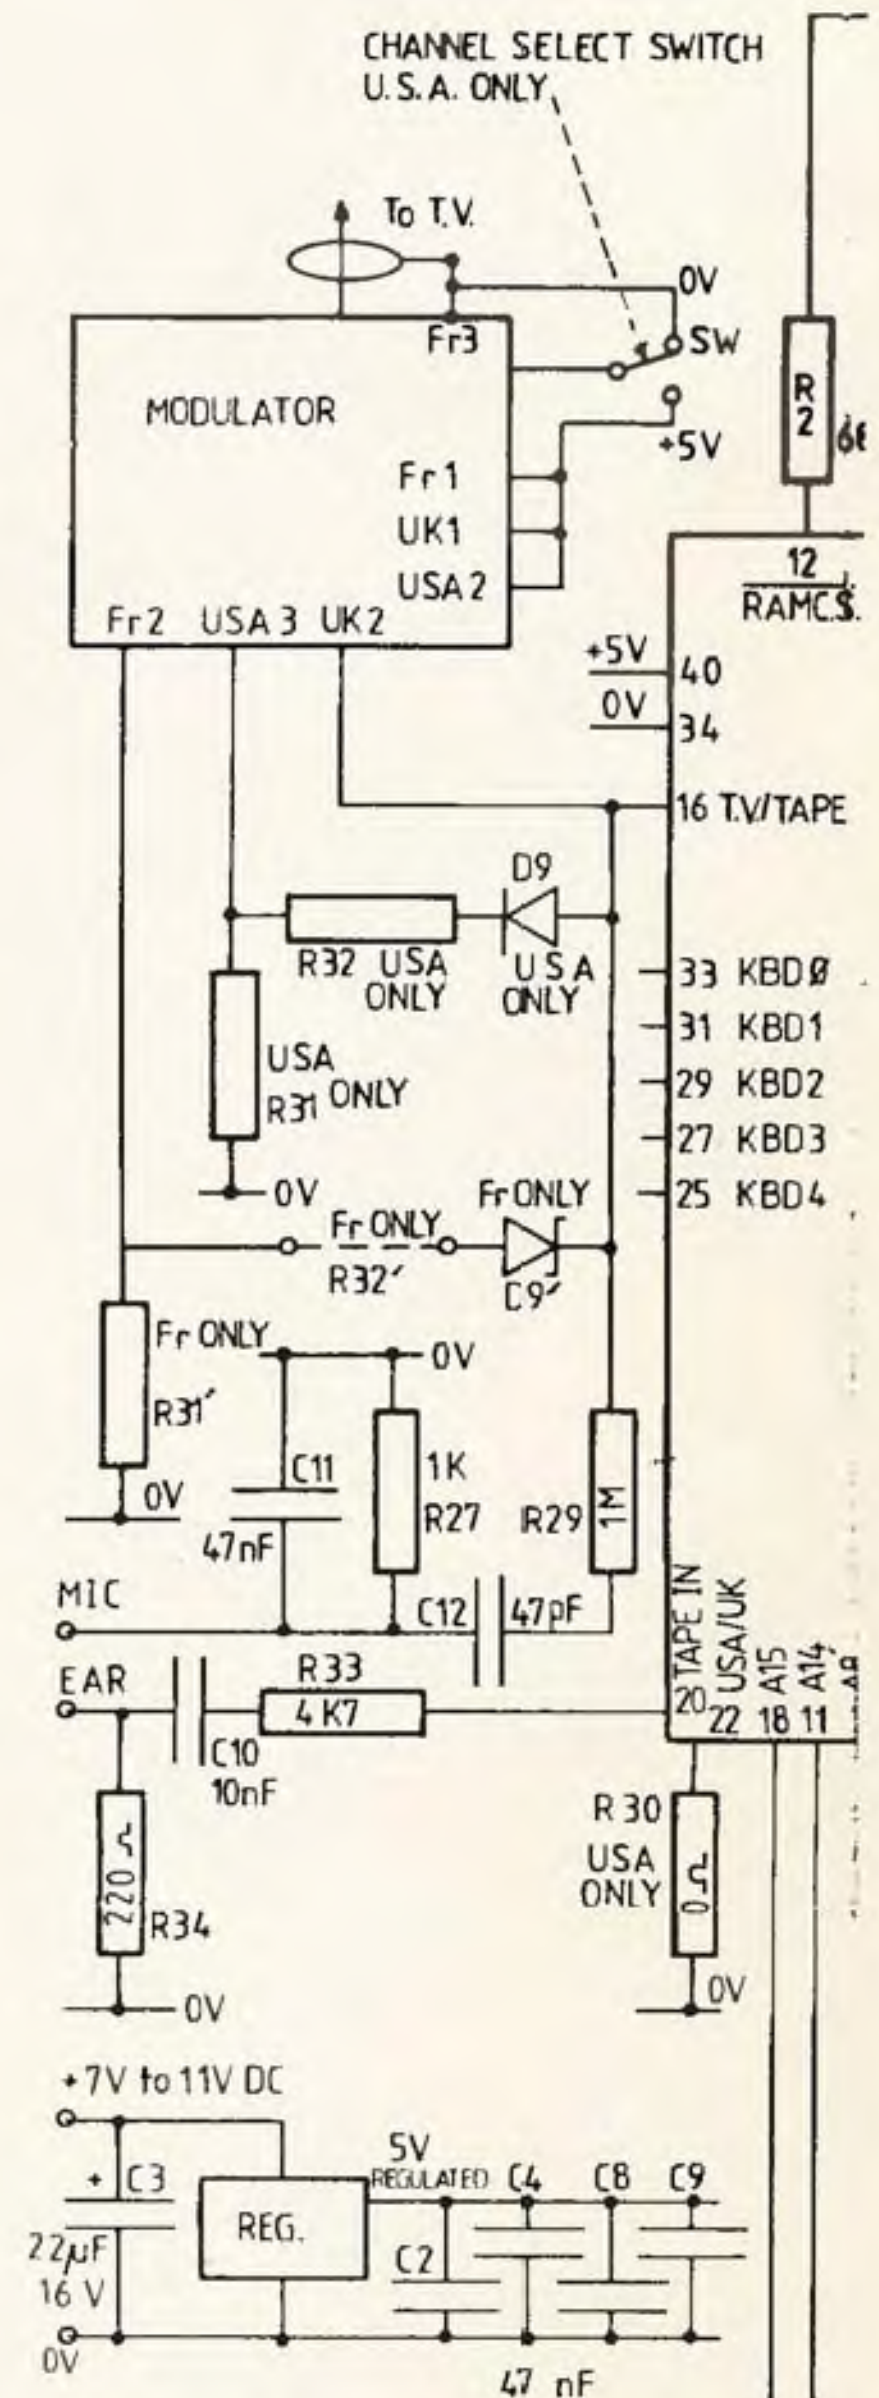 CHANNEL SELECT SWITCH
U.S.A. ONLY
To T.V.
0V
Fr3
SW
MODULATOR
R
2
+5V
Fr1
UK1
USA2
12
RAMC.S.
Fr2 USA3 UK2
+5V
40
0V
34
16 T.V./TAPE
D9
R32 USA
ONLY
USA
ONLY
33 KBD0
31 KBD1
29 KBD2
27 KBD3
25 KBD4
USA
R31 ONLY
0V
Fr ONLY
R32´
Fr ONLY
C9´
Fr ONLY
R31´
0V
0V
C11
47nF
1K
R27
R29
1M
MIC
C12
47pF
TAPE IN
USA/UK
A15
A14
20
22
18
11
EAR
R33
4K7
C10
10nF
220 Ω
R34
0V
R30
USA
ONLY
0Ω
0V
+7V to 11V DC
+ C3
22µF
16 V
0V
REG.
5V
REGULATED
C2
C4
C8
C9
47 nF